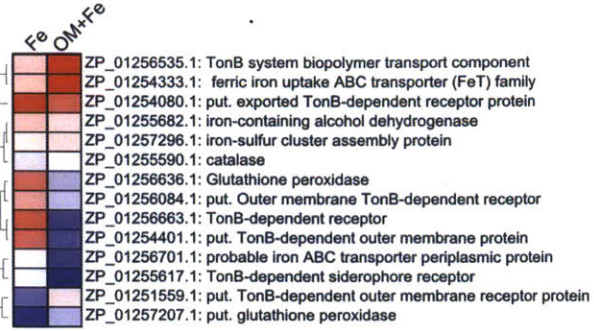 Fe OM+Fe
ZP_01256535.1: TonB system biopolymer transport component
ZP_01254333.1: ferric iron uptake ABC transporter (FeT) family
ZP_01254080.1: put. exported TonB-dependent receptor protein
ZP_01255682.1: iron-containing alcohol dehydrogenase
ZP_01257296.1: iron-sulfur cluster assembly protein
ZP_01255590.1: catalase
ZP_01256636.1: Glutathione peroxidase
ZP_01256084.1: put. Outer membrane TonB-dependent receptor
ZP_01256663.1: TonB-dependent receptor
ZP_01254401.1: put. TonB-dependent outer membrane protein
ZP_01256701.1: probable iron ABC transporter periplasmic protein
ZP_01255617.1: TonB-dependent siderophore receptor
ZP_01251559.1: put. TonB-dependent outer membrane receptor protein
ZP_01257207.1: put. glutathione peroxidase